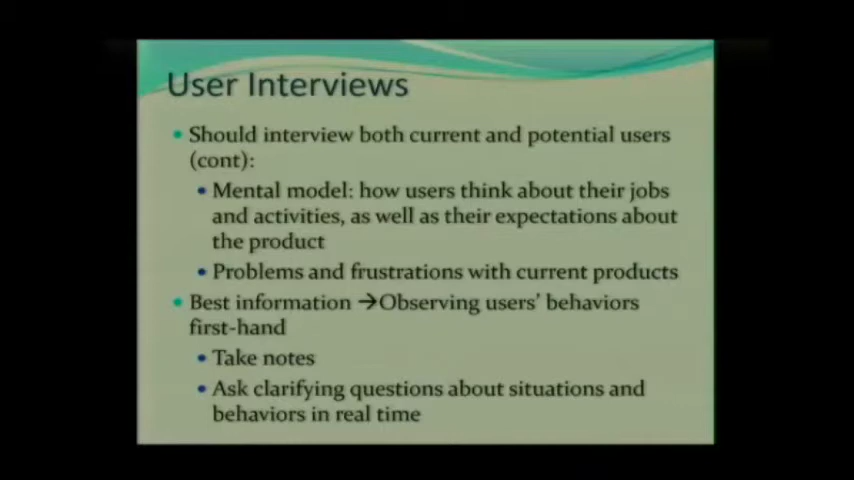 User Interviews
Should interview both current and potential users
(cont):
Mental model: how users think about their jobs
and activities, as well as their expectations about
the product
Problems and frustrations with current products
Best information →Observing users' behaviors
first-hand
Take notes
Ask clarifying questions about situations and
behaviors in real time